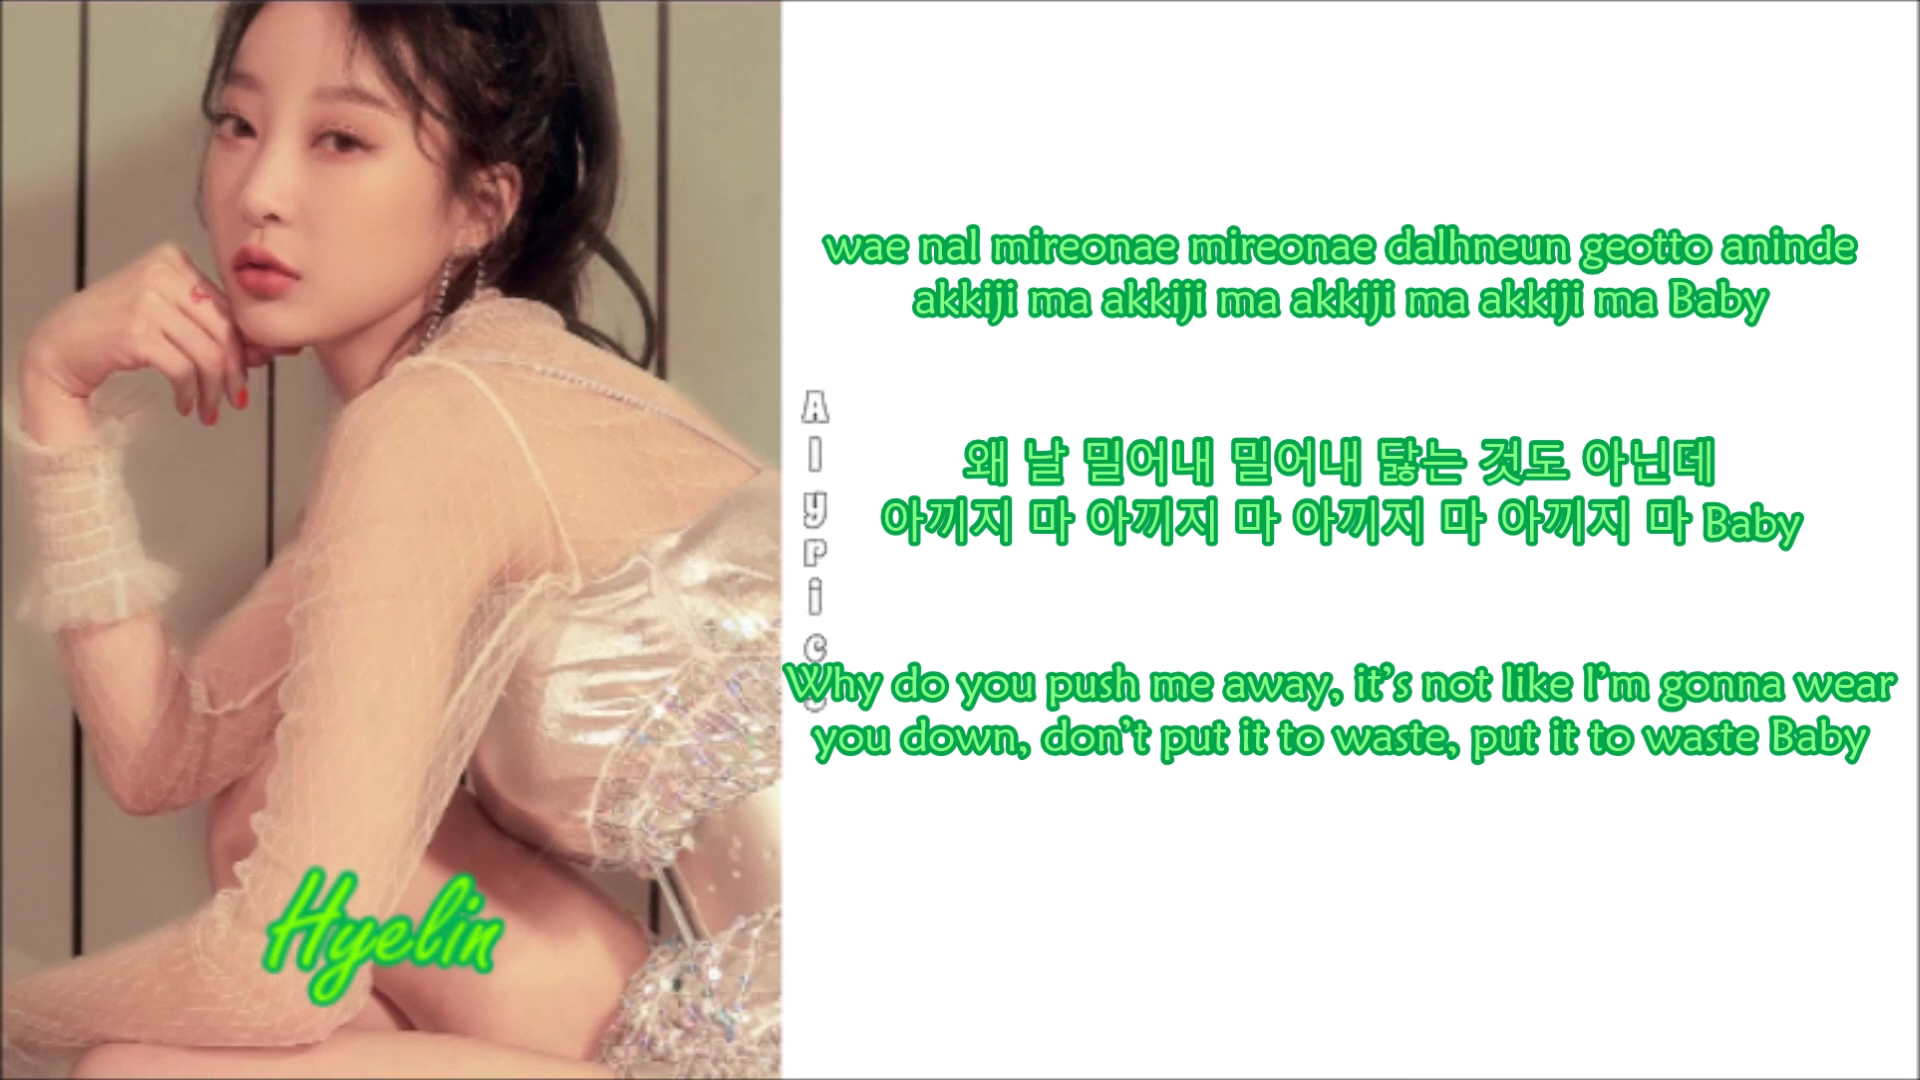 wae nal mireonae mireonae dalhneun geotto aninde
akkiji ma akkiji ma akkiji ma akkiji ma Baby
왜 날 밀어내 밀어내 닳는 것도 아닌데
아끼지 마 아끼지 마 아끼지 마 아끼지 마 Baby
Why do you push me away, it's not like I'm gonna wear
you down, don't put it to waste, put it to waste Baby
Hyelin